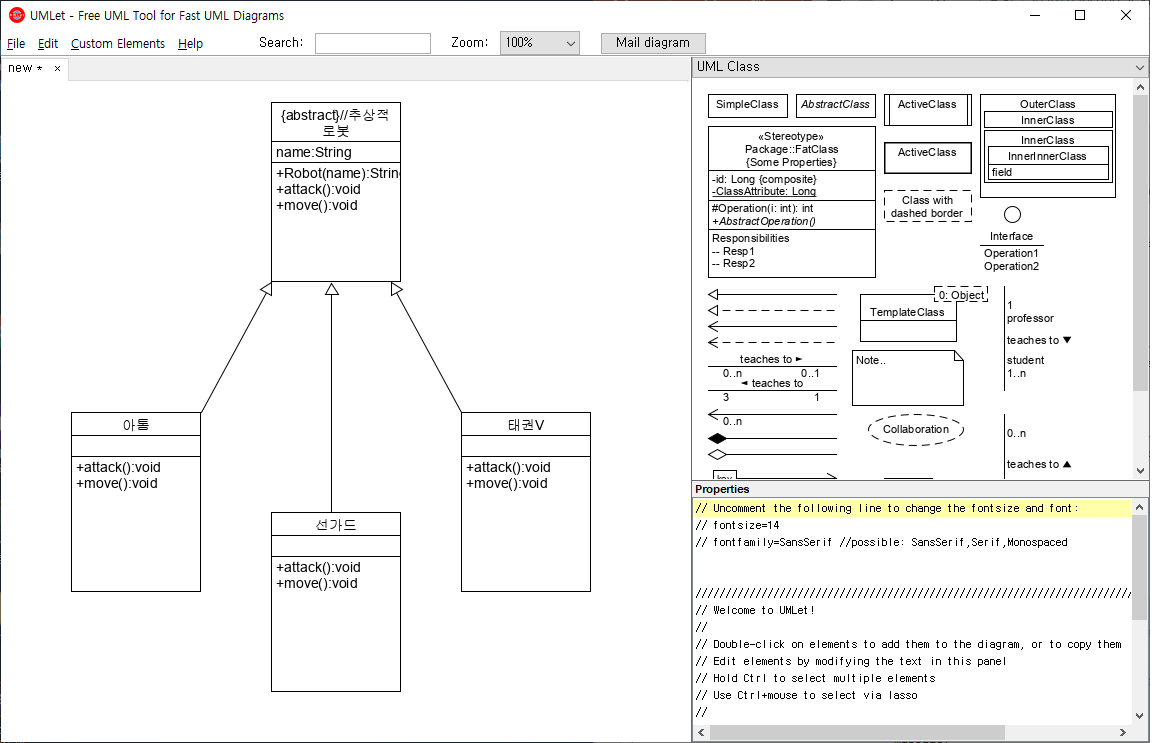 UMLet - Free UML Tool for Fast UML Diagrams
File Edit Custom Elements Help Search: Zoom: 100% Mail diagram
new * ×
{abstract}//추상적
로봇
name:String
+Robot(name):Strin
+attack():void
+move():void
아톰
+attack():void
+move():void
선가드
+attack():void
+move():void
태권V
+attack():void
+move():void
UML Class
SimpleClass
AbstractClass
ActiveClass
OuterClass
InnerClass
InnerClass
InnerInnerClass
field
«Stereotype»
Package::FatClass
{Some Properties}
-id: Long {composite}
-ClassAttribute: Long
#Operation(i: int): int
+AbstractOperation()
Responsibilities
-- Resp1
-- Resp2
ActiveClass
Class with
dashed border
Interface
Operation1
Operation2
0: Object
TemplateClass
1
professor
teaches to ▼
student
1..n
teaches to ►
0..n 0..1
◄ teaches to
3 1
0..n
Note..
Collaboration
0..n
teaches to ▲
Properties
// Uncomment the following line to change the fontsize and font:
// fontsize=14
// fontfamily=SansSerif //possible: SansSerif,Serif,Monospaced
////////////////////////////////////////////////////////////////////////
// Welcome to UMLet!
//
// Double-click on elements to add them to the diagram, or to copy them
// Edit elements by modifying the text in this panel
// Hold Ctrl to select multiple elements
// Use Ctrl+mouse to select via lasso
//